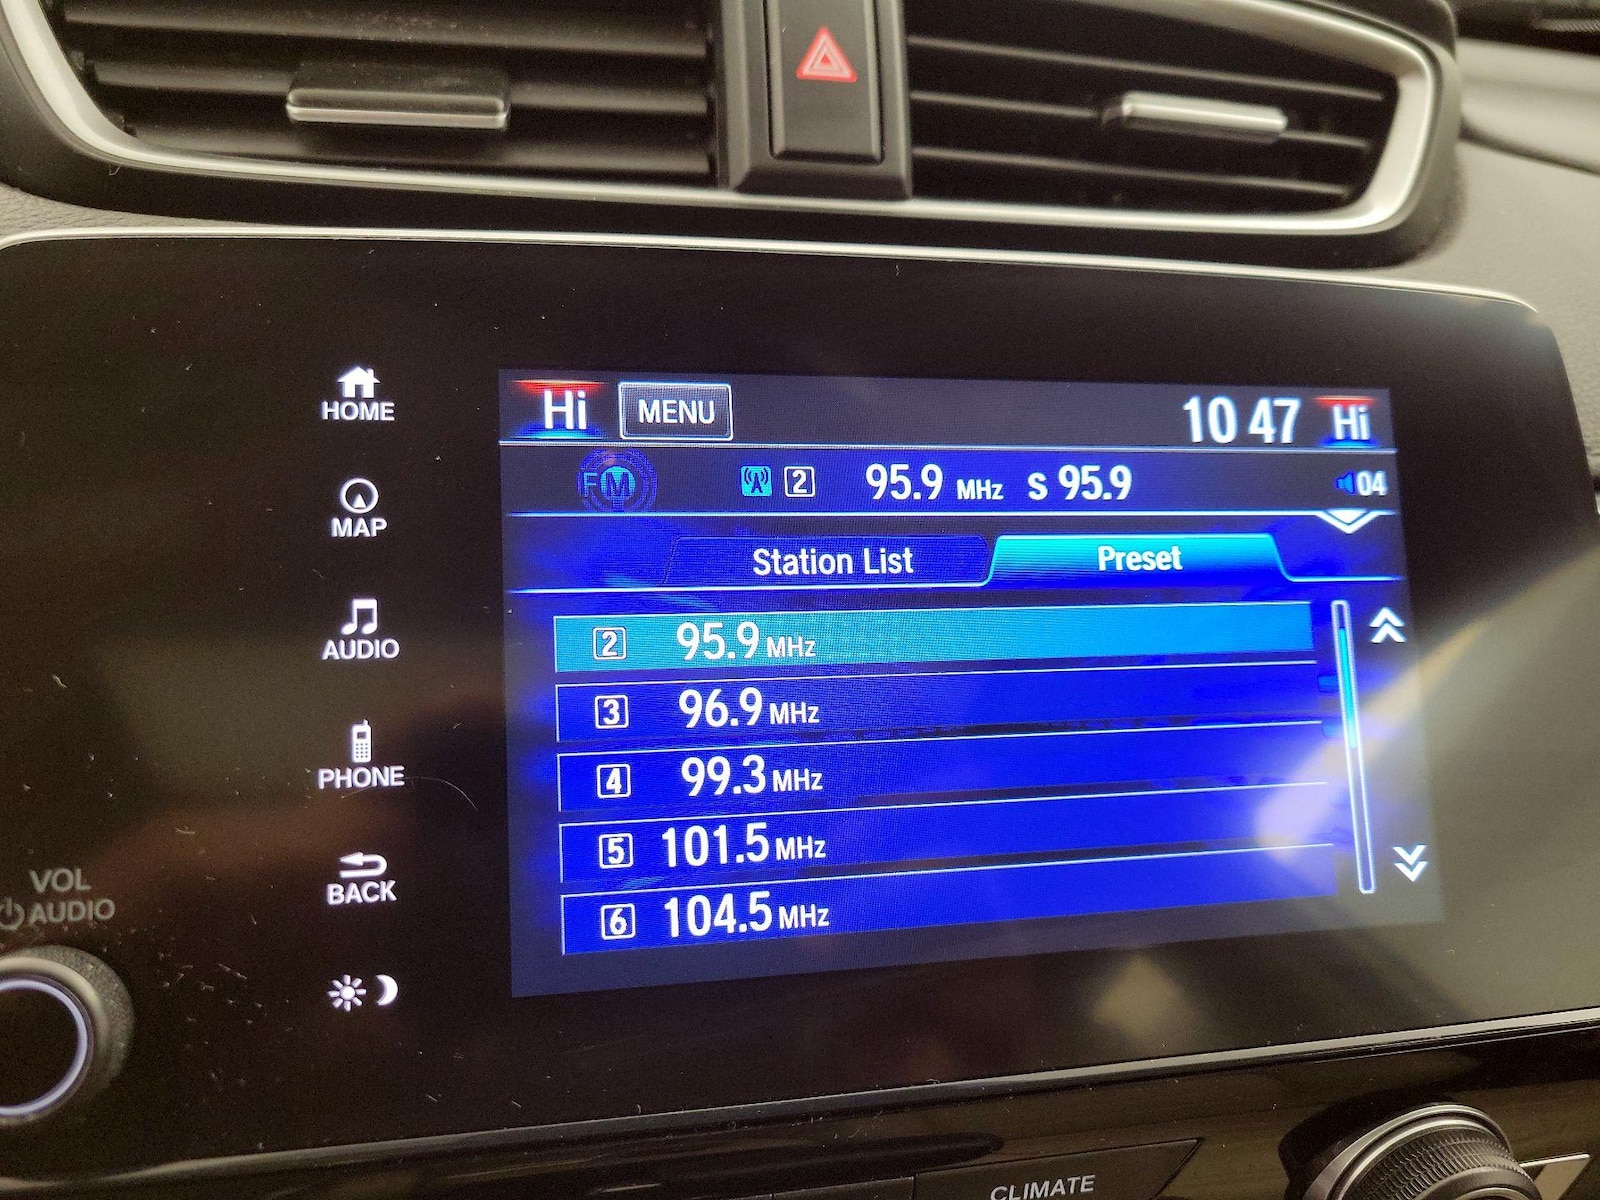 HOME
MAP
AUDIO
PHONE
BACK
VOL
AUDIO
Hi MENU 10 47 Hi
FM 2 95.9 MHz S 95.9 04
Station List Preset
2 95.9 MHz
3 96.9 MHz
4 99.3 MHz
5 101.5 MHz
6 104.5 MHz
CLIMATE